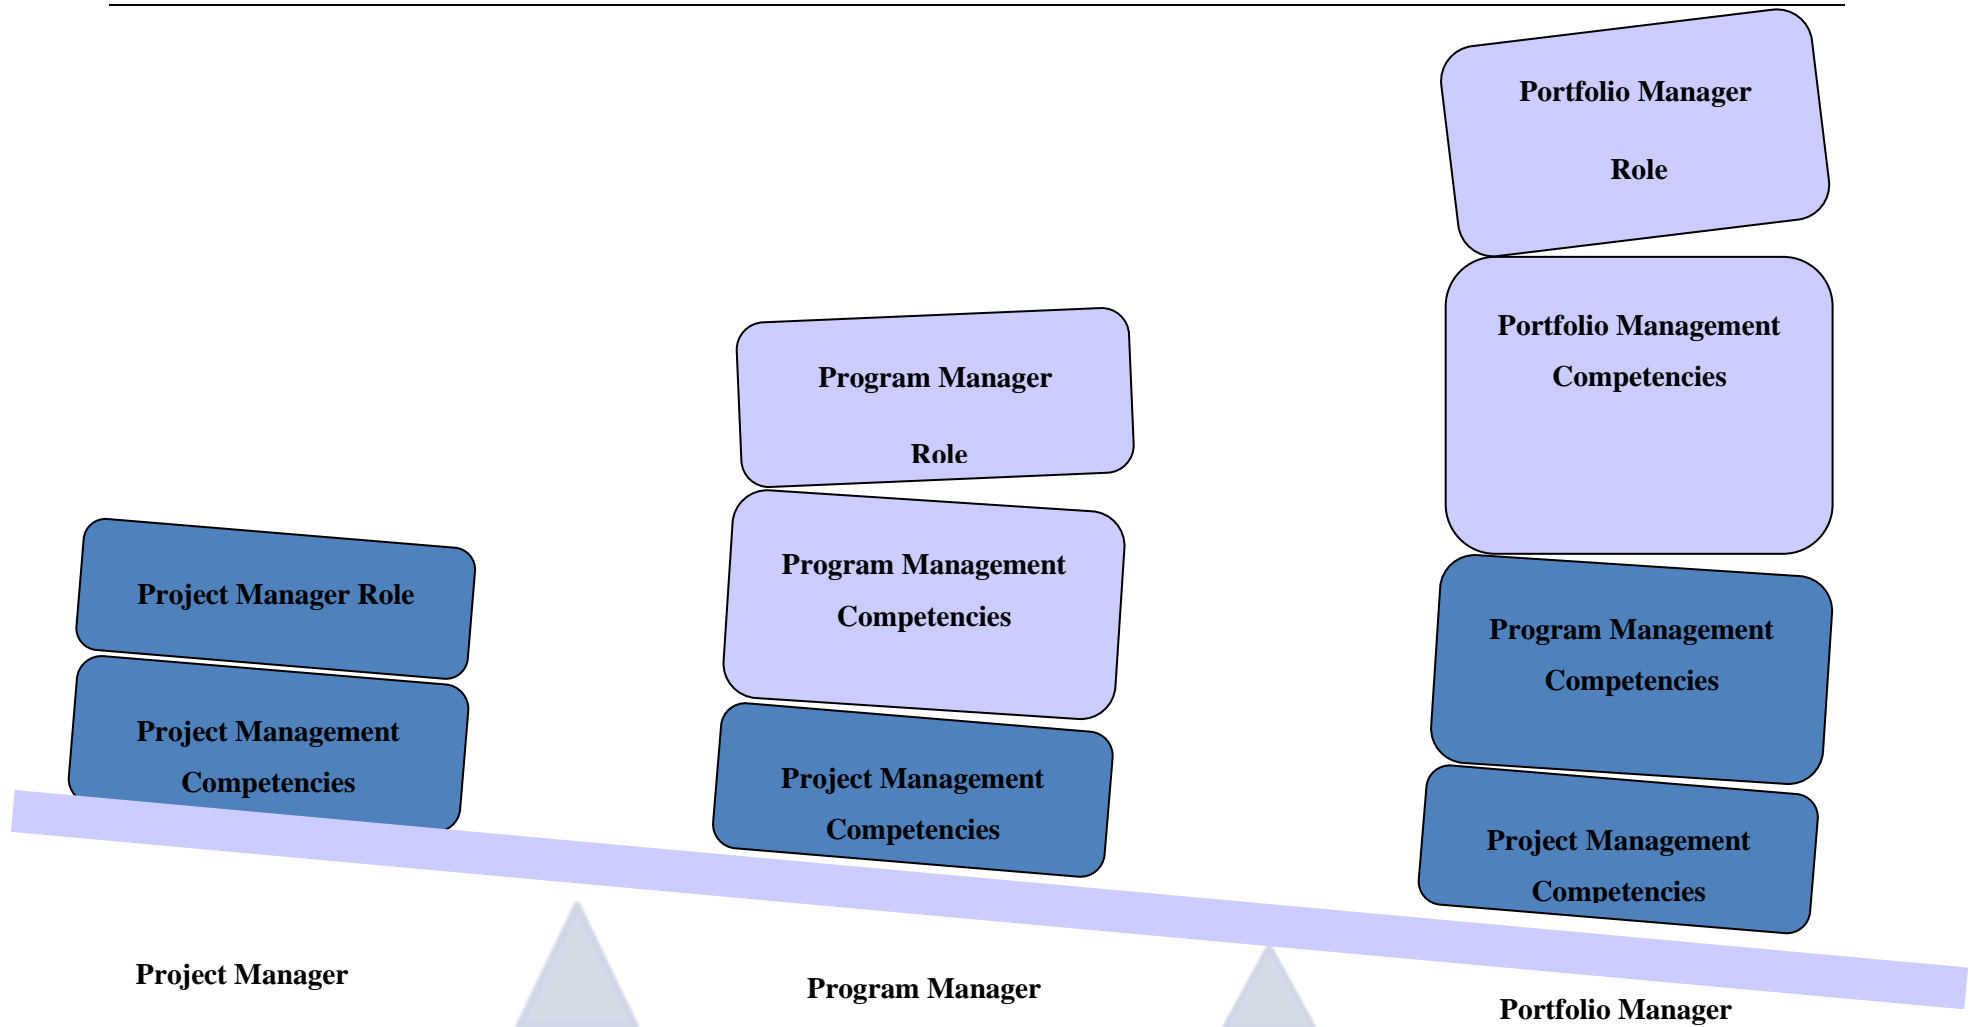 Project Manager Role
Project Management
Competencies
Project Manager
Program Manager
Role
Program Management
Competencies
Project Management
Competencies
Program Manager
Portfolio Manager
Role
Portfolio Management
Competencies
Program Management
Competencies
Project Management
Competencies
Portfolio Manager